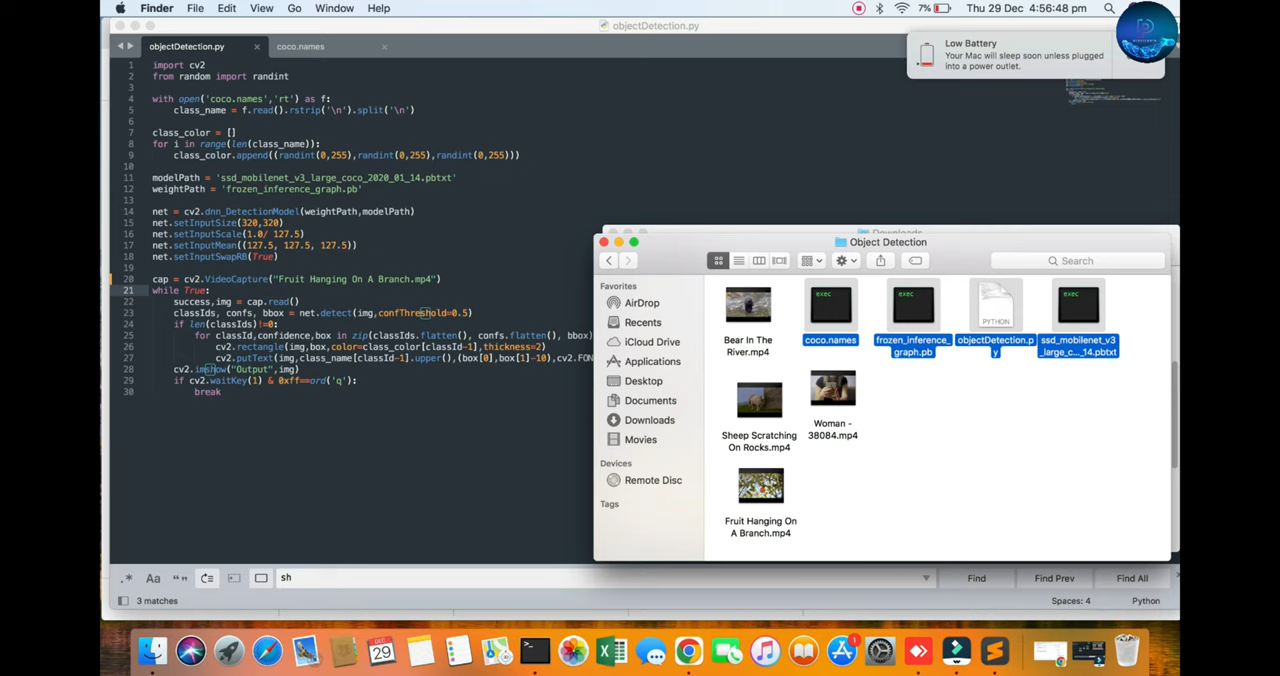 Finder File Edit View Go Window Help 7% Thu 29 Dec 4:56:48 pm
objectDetection.py
objectDetection.py coco.names
Low Battery
Your Mac will sleep soon unless plugged
into a power outlet.
1 import cv2
2 from random import randint
3
4 with open('coco.names','rt') as f:
5 class_name = f.read().rstrip('\n').split('\n')
6
7 class_color = []
8 for i in range(len(class_name)):
9 class_color.append((randint(0,255),randint(0,255),randint(0,255)))
10
11 modelPath = 'ssd_mobilenet_v3_large_coco_2020_01_14.pbtxt'
12 weightPath = 'frozen_inference_graph.pb'
13
14 net = cv2.dnn_DetectionModel(weightPath,modelPath)
15 net.setInputSize(320,320)
16 net.setInputScale(1.0/ 127.5)
17 net.setInputMean((127.5, 127.5, 127.5))
18 net.setInputSwapRB(True)
19
20 cap = cv2.VideoCapture("Fruit Hanging On A Branch.mp4")
21 while True:
22 success,img = cap.read()
23 classIds, confs, bbox = net.detect(img,confThreshold=0.5)
24 if len(classIds)!=0:
25 for classId,confidence,box in zip(classIds.flatten(), confs.flatten(), bbox)
26 cv2.rectangle(img,box,color=class_color[classId-1],thickness=2)
27 cv2.putText(img,class_name[classId-1].upper(),(box[0],box[1]-10),cv2.FON
28 cv2.imshow("Output",img)
29 if cv2.waitKey(1) & 0xff==ord('q'):
30 break
Object Detection
Search
Favorites
AirDrop
Recents
iCloud Drive
Applications
Desktop
Documents
Downloads
Movies
Devices
Remote Disc
Tags
exec exec PYTHON exec
Bear In The
River.mp4
coco.names
frozen_inference_
graph.pb
objectDetection.p
y
ssd_mobilenet_v3
_large_c..._14.pbtxt
Sheep Scratching
On Rocks.mp4
Woman -
38084.mp4
Fruit Hanging On
A Branch.mp4
.* Aa “” sh Find Find Prev Find All
3 matches Spaces: 4 Python
DEC
29
1